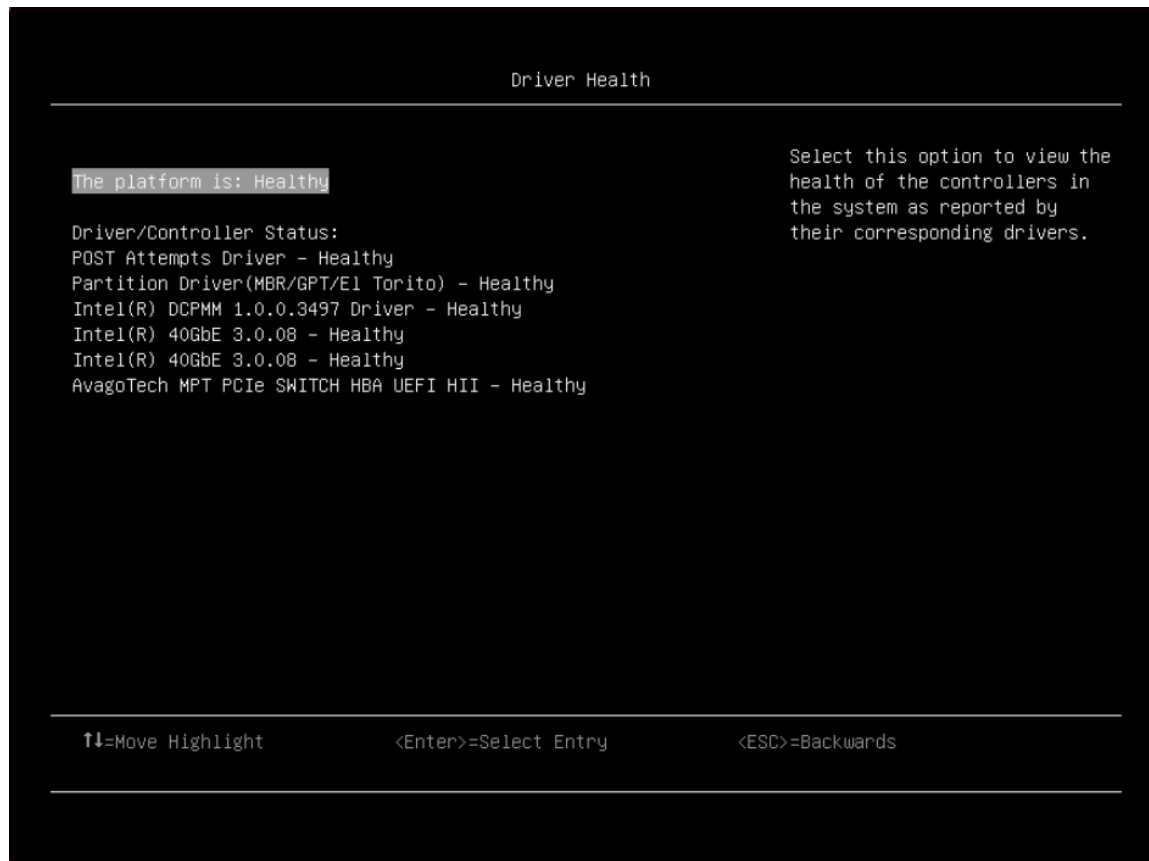 Driver Health
The platform is: Healthy
Driver/Controller Status:
POST Attempts Driver – Healthy
Partition Driver(MBR/GPT/El Torito) – Healthy
Intel(R) DCPMM 1.0.0.3497 Driver – Healthy
Intel(R) 40GbE 3.0.08 – Healthy
Intel(R) 40GbE 3.0.08 – Healthy
AvagoTech MPT PCIe SWITCH HBA UEFI HII – Healthy
Select this option to view the
health of the controllers in
the system as reported by
their corresponding drivers.
↑↓=Move Highlight <Enter>=Select Entry <ESC>=Backwards